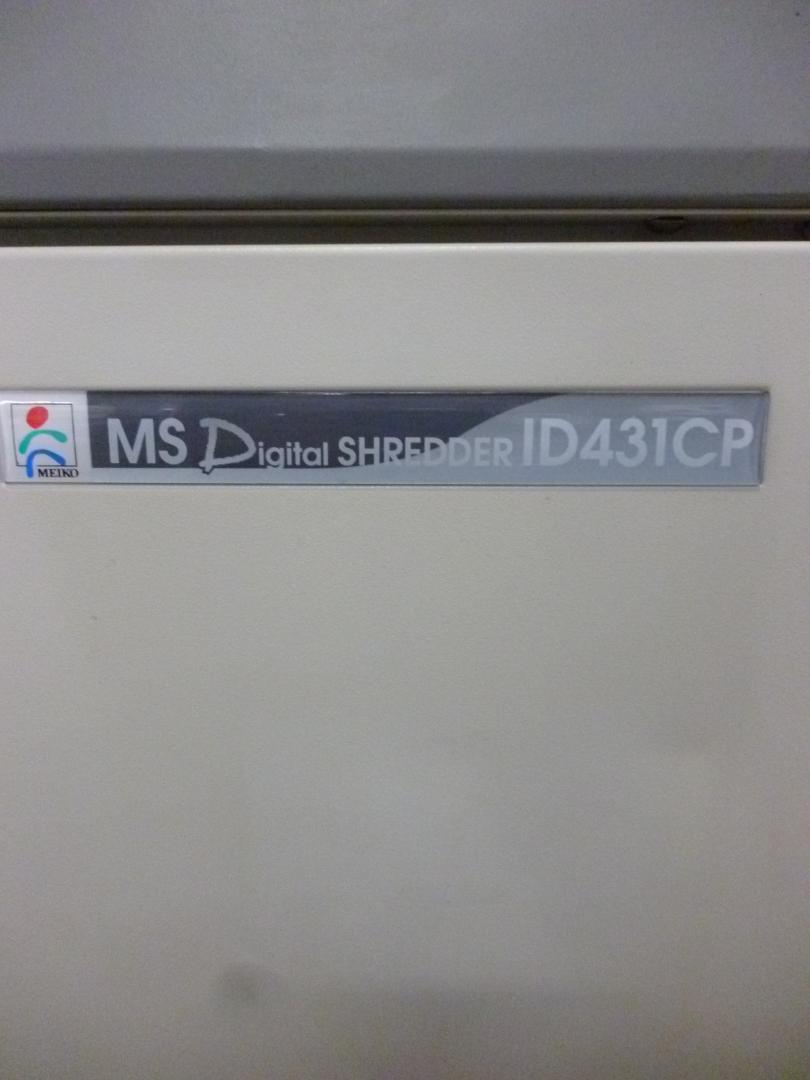 MEIKO
MS Digital SHREDDER ID431CP